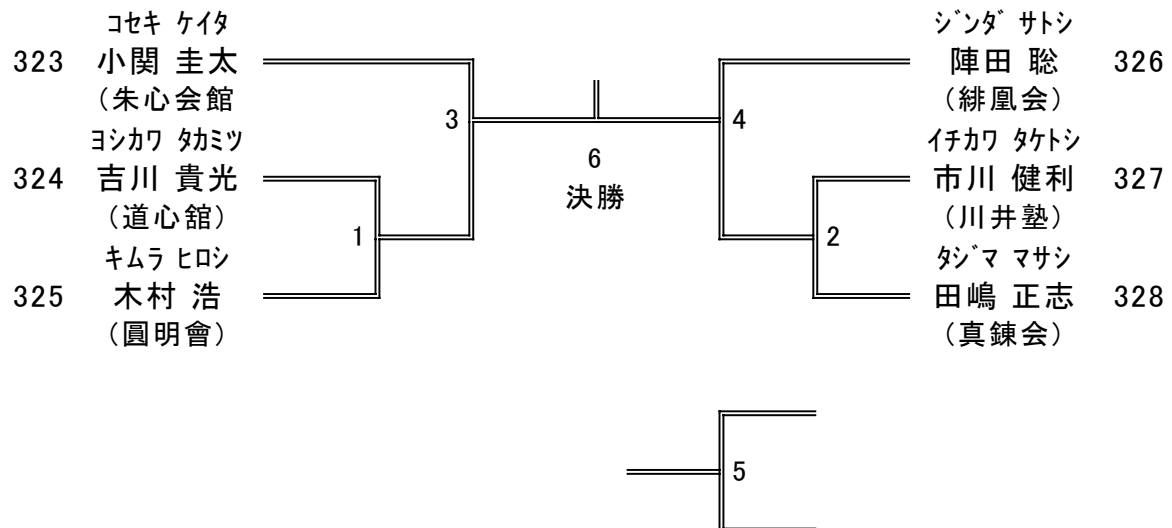 コセキ ケイタ
323 小関 圭太
（朱心会館
ヨシカワ タカミツ
324 吉川 貴光
（道心舘）
キムラ ヒロシ
325 木村 浩
（圓明會）
1
3
6
決勝
ジンダ サトシ
陣田 聡 326
（緋凰会）
4
イチカワ タケトシ
市川 健利 327
（川井塾）
2
タジマ マサシ
田嶋 正志 328
（真錬会）
5